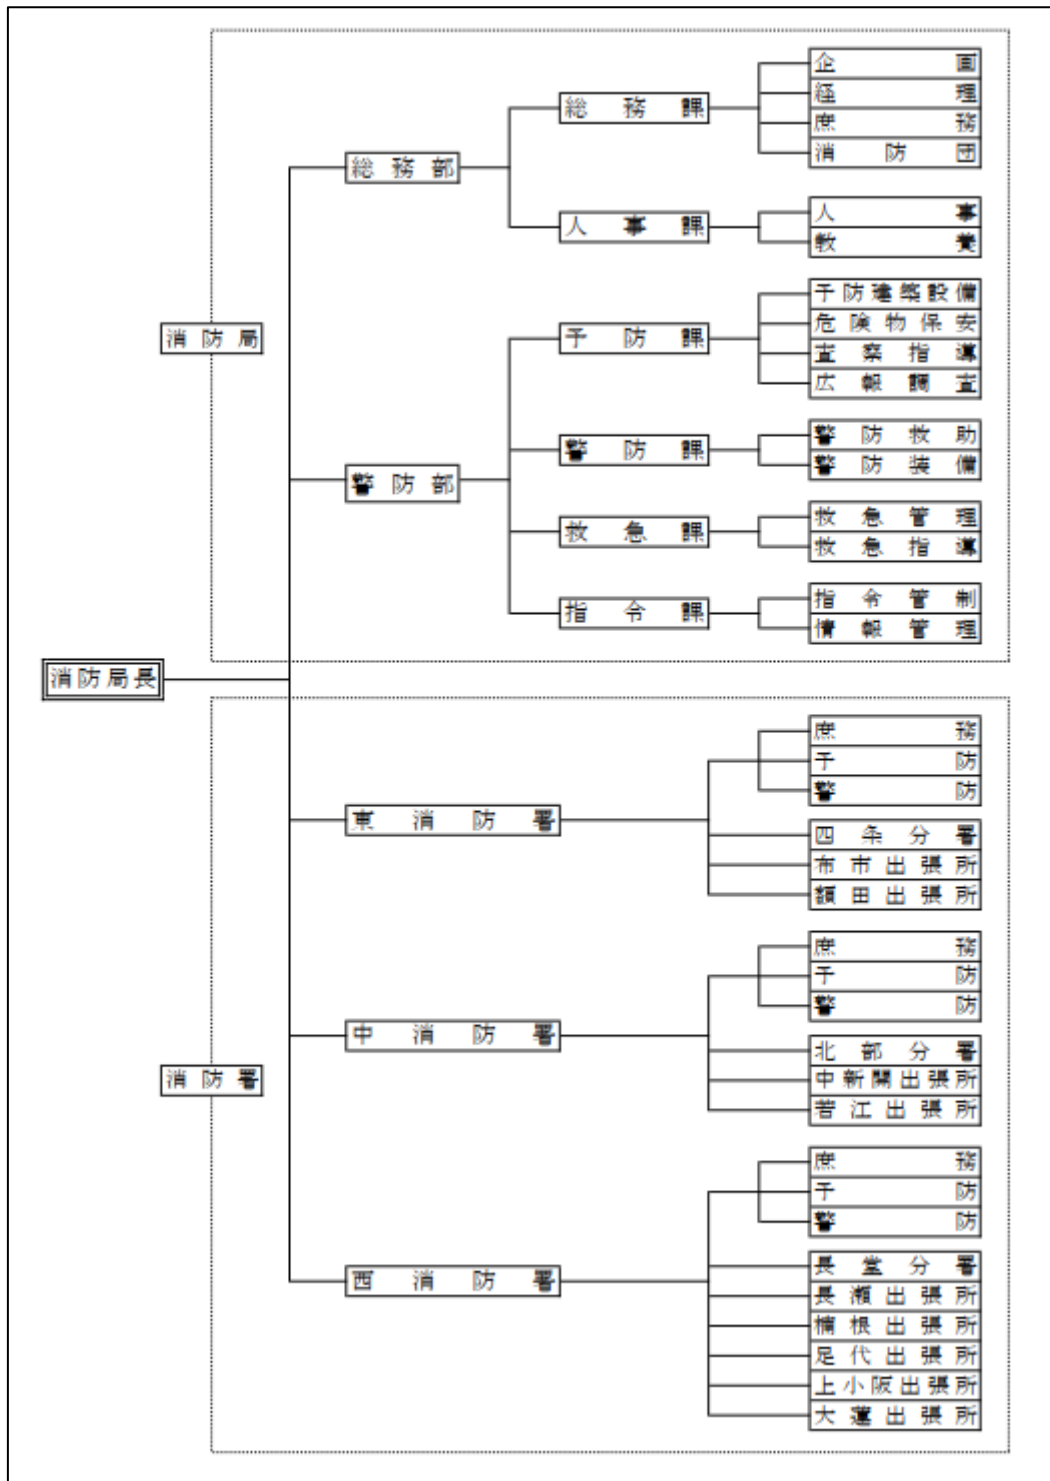 企画
経理
総務課
庶務
消防団
総務部
人事
人事課
教養
予防建築設備
危険物保安
消防局
予防課
査察指導
広報調査
警防救助
警防課
警防装備
警防部
救急管理
救急課
救急指導
指令管制
指令課
情報管理
消防局長
庶務
予防
警防
東消防署
四条分署
布市出張所
額田出張所
庶務
予防
警防
中消防署
北部分署
消防署
中新開出張所
若江出張所
庶務
予防
警防
長堂分署
西消防署
長瀬出張所
楠根出張所
足代出張所
上小阪出張所
大蓮出張所